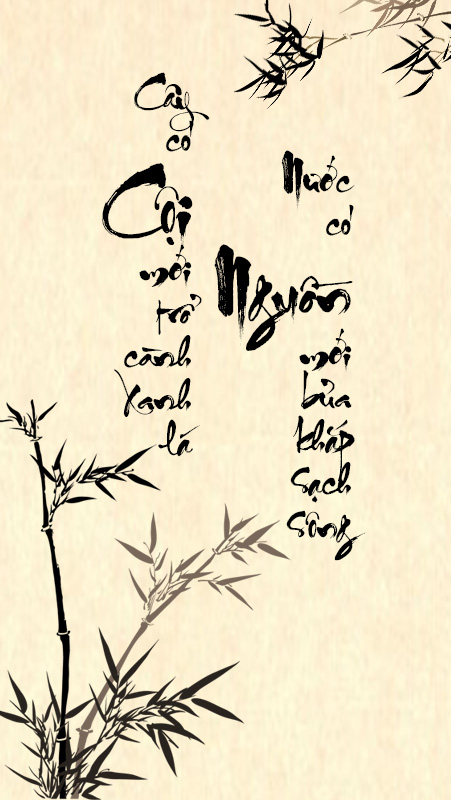 Cây
có
Cội
mới
trổ
cành
xanh
lá
Nước
có
Nguồn
mới
bủa
khắp
sạch
sông